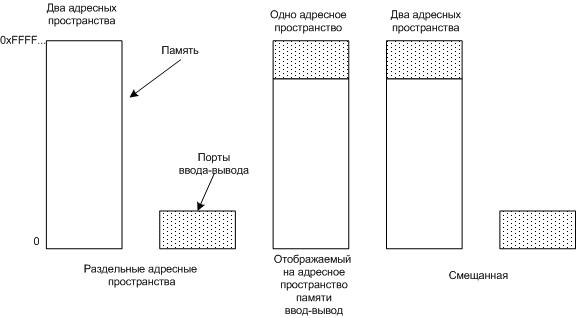 Два адресных
пространства
Одно адресное
пространство
Два адресных
пространства
0xFFFF...
Память
Порты
ввода-вывода
0
Раздельные адресные
пространства
Отображаемый
на адресное
пространство
памяти
ввод-вывод
Смещанная